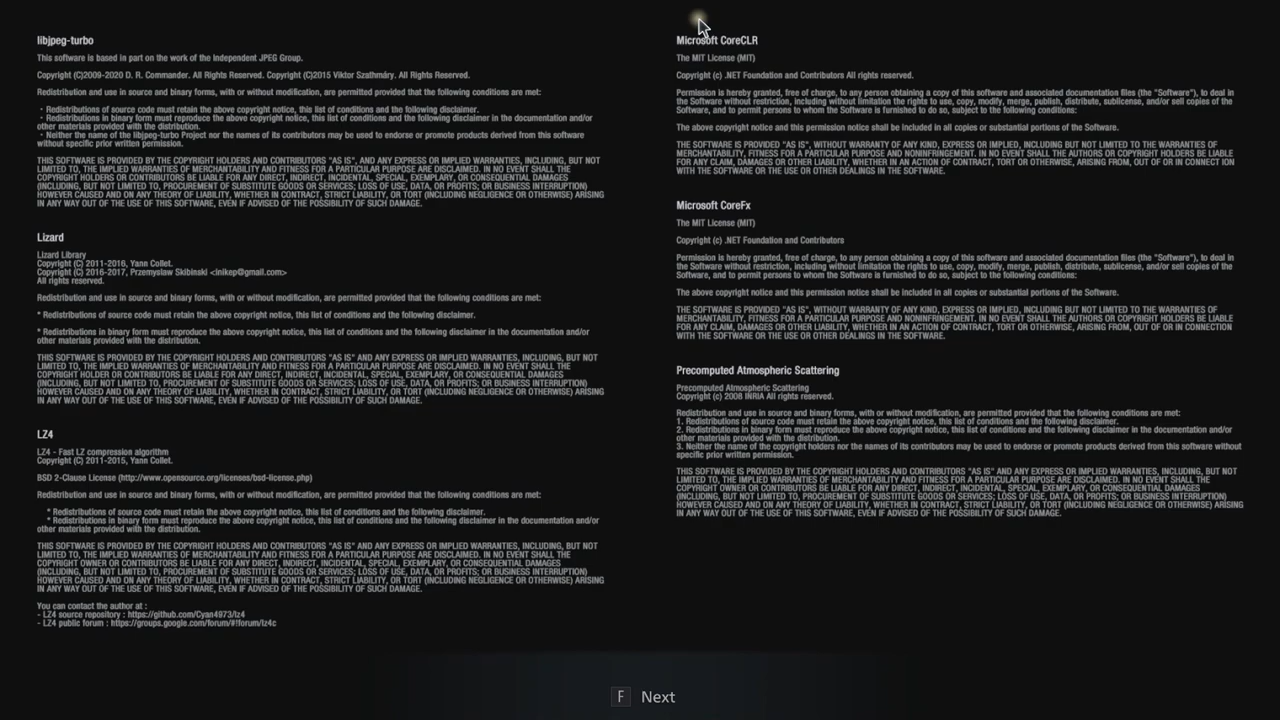 libjpeg-turbo
This software is based in part on the work of the Independent JPEG Group.
Copyright (C)2009-2020 D. R. Commander. All Rights Reserved. Copyright (C)2015 Viktor Szathmáry. All Rights Reserved.
Redistribution and use in source and binary forms, with or without modification, are permitted provided that the following conditions are met:
・Redistributions of source code must retain the above copyright notice, this list of conditions and the following disclaimer.
・Redistributions in binary form must reproduce the above copyright notice, this list of conditions and the following disclaimer in the documentation and/or
other materials provided with the distribution.
・Neither the name of the libjpeg-turbo Project nor the names of its contributors may be used to endorse or promote products derived from this software
without specific prior written permission.
THIS SOFTWARE IS PROVIDED BY THE COPYRIGHT HOLDERS AND CONTRIBUTORS "AS IS", AND ANY EXPRESS OR IMPLIED WARRANTIES, INCLUDING, BUT NOT
LIMITED TO, THE IMPLIED WARRANTIES OF MERCHANTABILITY AND FITNESS FOR A PARTICULAR PURPOSE ARE DISCLAIMED. IN NO EVENT SHALL THE
COPYRIGHT HOLDERS OR CONTRIBUTORS BE LIABLE FOR ANY DIRECT, INDIRECT, INCIDENTAL, SPECIAL, EXEMPLARY, OR CONSEQUENTIAL DAMAGES
(INCLUDING, BUT NOT LIMITED TO, PROCUREMENT OF SUBSTITUTE GOODS OR SERVICES; LOSS OF USE, DATA, OR PROFITS; OR BUSINESS INTERRUPTION)
HOWEVER CAUSED AND ON ANY THEORY OF LIABILITY, WHETHER IN CONTRACT, STRICT LIABILITY, OR TORT (INCLUDING NEGLIGENCE OR OTHERWISE) ARISING
IN ANY WAY OUT OF THE USE OF THIS SOFTWARE, EVEN IF ADVISED OF THE POSSIBILITY OF SUCH DAMAGE.
Lizard
Lizard Library
Copyright (C) 2011-2016, Yann Collet.
Copyright (C) 2016-2017, Przemyslaw Skibinski <inikep@gmail.com>
All rights reserved.
Redistribution and use in source and binary forms, with or without modification, are permitted provided that the following conditions are met:
* Redistributions of source code must retain the above copyright notice, this list of conditions and the following disclaimer.
* Redistributions in binary form must reproduce the above copyright notice, this list of conditions and the following disclaimer in the documentation and/or
other materials provided with the distribution.
THIS SOFTWARE IS PROVIDED BY THE COPYRIGHT HOLDERS AND CONTRIBUTORS "AS IS" AND ANY EXPRESS OR IMPLIED WARRANTIES, INCLUDING, BUT NOT
LIMITED TO, THE IMPLIED WARRANTIES OF MERCHANTABILITY AND FITNESS FOR A PARTICULAR PURPOSE ARE DISCLAIMED. IN NO EVENT SHALL THE
COPYRIGHT HOLDER OR CONTRIBUTORS BE LIABLE FOR ANY DIRECT, INDIRECT, INCIDENTAL, SPECIAL, EXEMPLARY, OR CONSEQUENTIAL DAMAGES
(INCLUDING, BUT NOT LIMITED TO, PROCUREMENT OF SUBSTITUTE GOODS OR SERVICES; LOSS OF USE, DATA, OR PROFITS; OR BUSINESS INTERRUPTION)
HOWEVER CAUSED AND ON ANY THEORY OF LIABILITY, WHETHER IN CONTRACT, STRICT LIABILITY, OR TORT (INCLUDING NEGLIGENCE OR OTHERWISE) ARISING
IN ANY WAY OUT OF THE USE OF THIS SOFTWARE, EVEN IF ADVISED OF THE POSSIBILITY OF SUCH DAMAGE.
LZ4
LZ4 - Fast LZ compression algorithm
Copyright (C) 2011-2015, Yann Collet.
BSD 2-Clause License (http://www.opensource.org/licenses/bsd-license.php)
Redistribution and use in source and binary forms, with or without modification, are permitted provided that the following conditions are met:
* Redistributions of source code must retain the above copyright notice, this list of conditions and the following disclaimer.
* Redistributions in binary form must reproduce the above copyright notice, this list of conditions and the following disclaimer in the documentation and/or
other materials provided with the distribution.
THIS SOFTWARE IS PROVIDED BY THE COPYRIGHT HOLDERS AND CONTRIBUTORS "AS IS" AND ANY EXPRESS OR IMPLIED WARRANTIES, INCLUDING, BUT NOT
LIMITED TO, THE IMPLIED WARRANTIES OF MERCHANTABILITY AND FITNESS FOR A PARTICULAR PURPOSE ARE DISCLAIMED. IN NO EVENT SHALL THE
COPYRIGHT OWNER OR CONTRIBUTORS BE LIABLE FOR ANY DIRECT, INDIRECT, INCIDENTAL, SPECIAL, EXEMPLARY, OR CONSEQUENTIAL DAMAGES
(INCLUDING, BUT NOT LIMITED TO, PROCUREMENT OF SUBSTITUTE GOODS OR SERVICES; LOSS OF USE, DATA, OR PROFITS; OR BUSINESS INTERRUPTION)
HOWEVER CAUSED AND ON ANY THEORY OF LIABILITY, WHETHER IN CONTRACT, STRICT LIABILITY, OR TORT (INCLUDING NEGLIGENCE OR OTHERWISE) ARISING
IN ANY WAY OUT OF THE USE OF THIS SOFTWARE, EVEN IF ADVISED OF THE POSSIBILITY OF SUCH DAMAGE.
You can contact the author at :
- LZ4 source repository : https://github.com/Cyan4973/lz4
- LZ4 public forum : https://groups.google.com/forum/#!forum/lz4c
Microsoft CoreCLR
The MIT License (MIT)
Copyright (c) .NET Foundation and Contributors All rights reserved.
Permission is hereby granted, free of charge, to any person obtaining a copy of this software and associated documentation files (the "Software"), to deal in
the Software without restriction, including without limitation the rights to use, copy, modify, merge, publish, distribute, sublicense, and/or sell copies of the
Software, and to permit persons to whom the Software is furnished to do so, subject to the following conditions:
The above copyright notice and this permission notice shall be included in all copies or substantial portions of the Software.
THE SOFTWARE IS PROVIDED "AS IS", WITHOUT WARRANTY OF ANY KIND, EXPRESS OR IMPLIED, INCLUDING BUT NOT LIMITED TO THE WARRANTIES OF
MERCHANTABILITY, FITNESS FOR A PARTICULAR PURPOSE AND NONINFRINGEMENT. IN NO EVENT SHALL THE AUTHORS OR COPYRIGHT HOLDERS BE LIABLE
FOR ANY CLAIM, DAMAGES OR OTHER LIABILITY, WHETHER IN AN ACTION OF CONTRACT, TORT OR OTHERWISE, ARISING FROM, OUT OF OR IN CONNECTION
WITH THE SOFTWARE OR THE USE OR OTHER DEALINGS IN THE SOFTWARE.
Microsoft CoreFx
The MIT License (MIT)
Copyright (c) .NET Foundation and Contributors
Permission is hereby granted, free of charge, to any person obtaining a copy of this software and associated documentation files (the "Software"), to deal in
the Software without restriction, including without limitation the rights to use, copy, modify, merge, publish, distribute, sublicense, and/or sell copies of the
Software, and to permit persons to whom the Software is furnished to do so, subject to the following conditions:
The above copyright notice and this permission notice shall be included in all copies or substantial portions of the Software.
THE SOFTWARE IS PROVIDED "AS IS", WITHOUT WARRANTY OF ANY KIND, EXPRESS OR IMPLIED, INCLUDING BUT NOT LIMITED TO THE WARRANTIES OF
MERCHANTABILITY, FITNESS FOR A PARTICULAR PURPOSE AND NONINFRINGEMENT. IN NO EVENT SHALL THE AUTHORS OR COPYRIGHT HOLDERS BE LIABLE
FOR ANY CLAIM, DAMAGES OR OTHER LIABILITY, WHETHER IN AN ACTION OF CONTRACT, TORT OR OTHERWISE, ARISING FROM, OUT OF OR IN CONNECTION
WITH THE SOFTWARE OR THE USE OR OTHER DEALINGS IN THE SOFTWARE.
Precomputed Atmospheric Scattering
Precomputed Atmospheric Scattering
Copyright (c) 2008 INRIA All rights reserved.
Redistribution and use in source and binary forms, with or without modification, are permitted provided that the following conditions are met:
1. Redistributions of source code must retain the above copyright notice, this list of conditions and the following disclaimer.
2. Redistributions in binary form must reproduce the above copyright notice, this list of conditions and the following disclaimer in the documentation and/or
other materials provided with the distribution.
3. Neither the name of the copyright holders nor the names of its contributors may be used to endorse or promote products derived from this software without
specific prior written permission.
THIS SOFTWARE IS PROVIDED BY THE COPYRIGHT HOLDERS AND CONTRIBUTORS "AS IS" AND ANY EXPRESS OR IMPLIED WARRANTIES, INCLUDING, BUT NOT
LIMITED TO, THE IMPLIED WARRANTIES OF MERCHANTABILITY AND FITNESS FOR A PARTICULAR PURPOSE ARE DISCLAIMED. IN NO EVENT SHALL THE
COPYRIGHT OWNER OR CONTRIBUTORS BE LIABLE FOR ANY DIRECT, INDIRECT, INCIDENTAL, SPECIAL, EXEMPLARY, OR CONSEQUENTIAL DAMAGES
(INCLUDING, BUT NOT LIMITED TO, PROCUREMENT OF SUBSTITUTE GOODS OR SERVICES; LOSS OF USE, DATA, OR PROFITS; OR BUSINESS INTERRUPTION)
HOWEVER CAUSED AND ON ANY THEORY OF LIABILITY, WHETHER IN CONTRACT, STRICT LIABILITY, OR TORT (INCLUDING NEGLIGENCE OR OTHERWISE) ARISING
IN ANY WAY OUT OF THE USE OF THIS SOFTWARE, EVEN IF ADVISED OF THE POSSIBILITY OF SUCH DAMAGE.
F Next